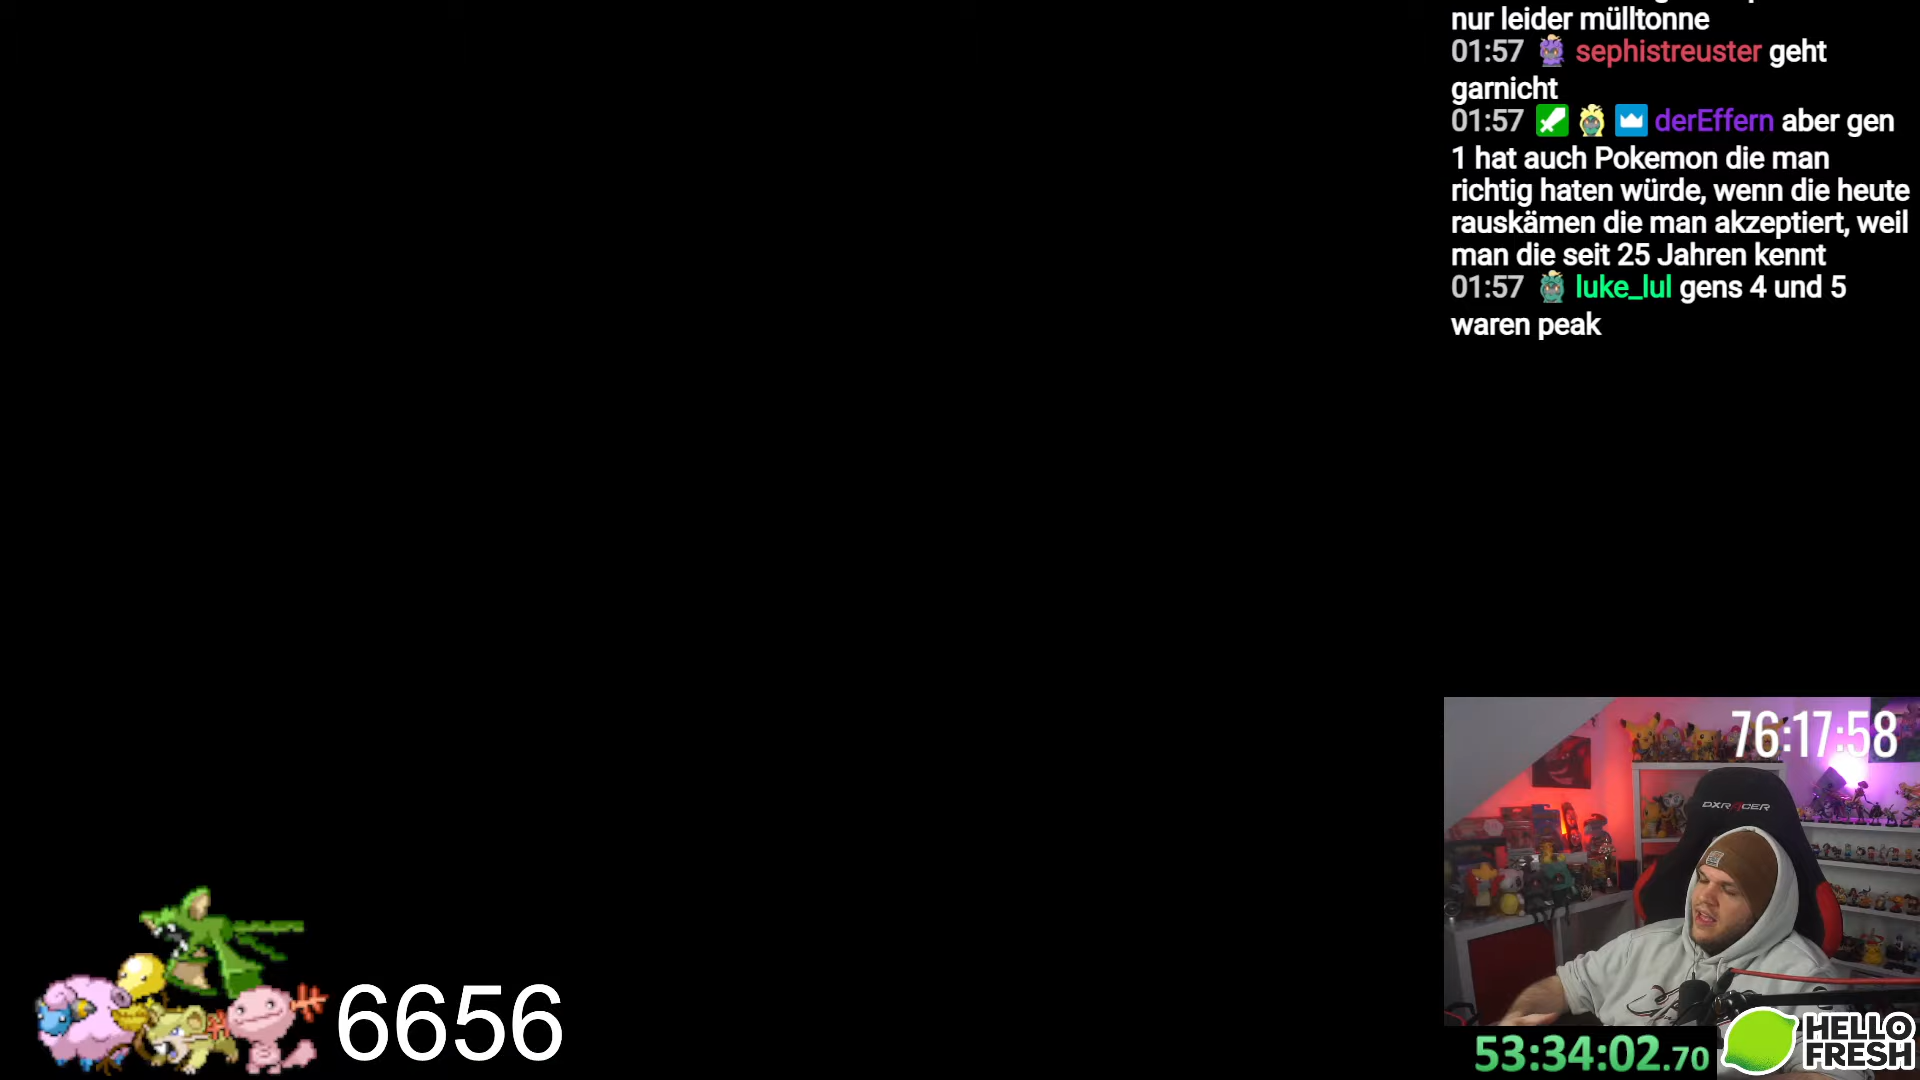 nur leider mülltonne
01:57 sephistreuster geht
garnicht
01:57 derEffern aber gen
1 hat auch Pokemon die man
richtig haten würde, wenn die heute
rauskämen die man akzeptiert, weil
man die seit 25 Jahren kennt
01:57 luke_lul gens 4 und 5
waren peak
76:17:58
DXRACER
6656
53:34:02.70
HELLO
FRESH